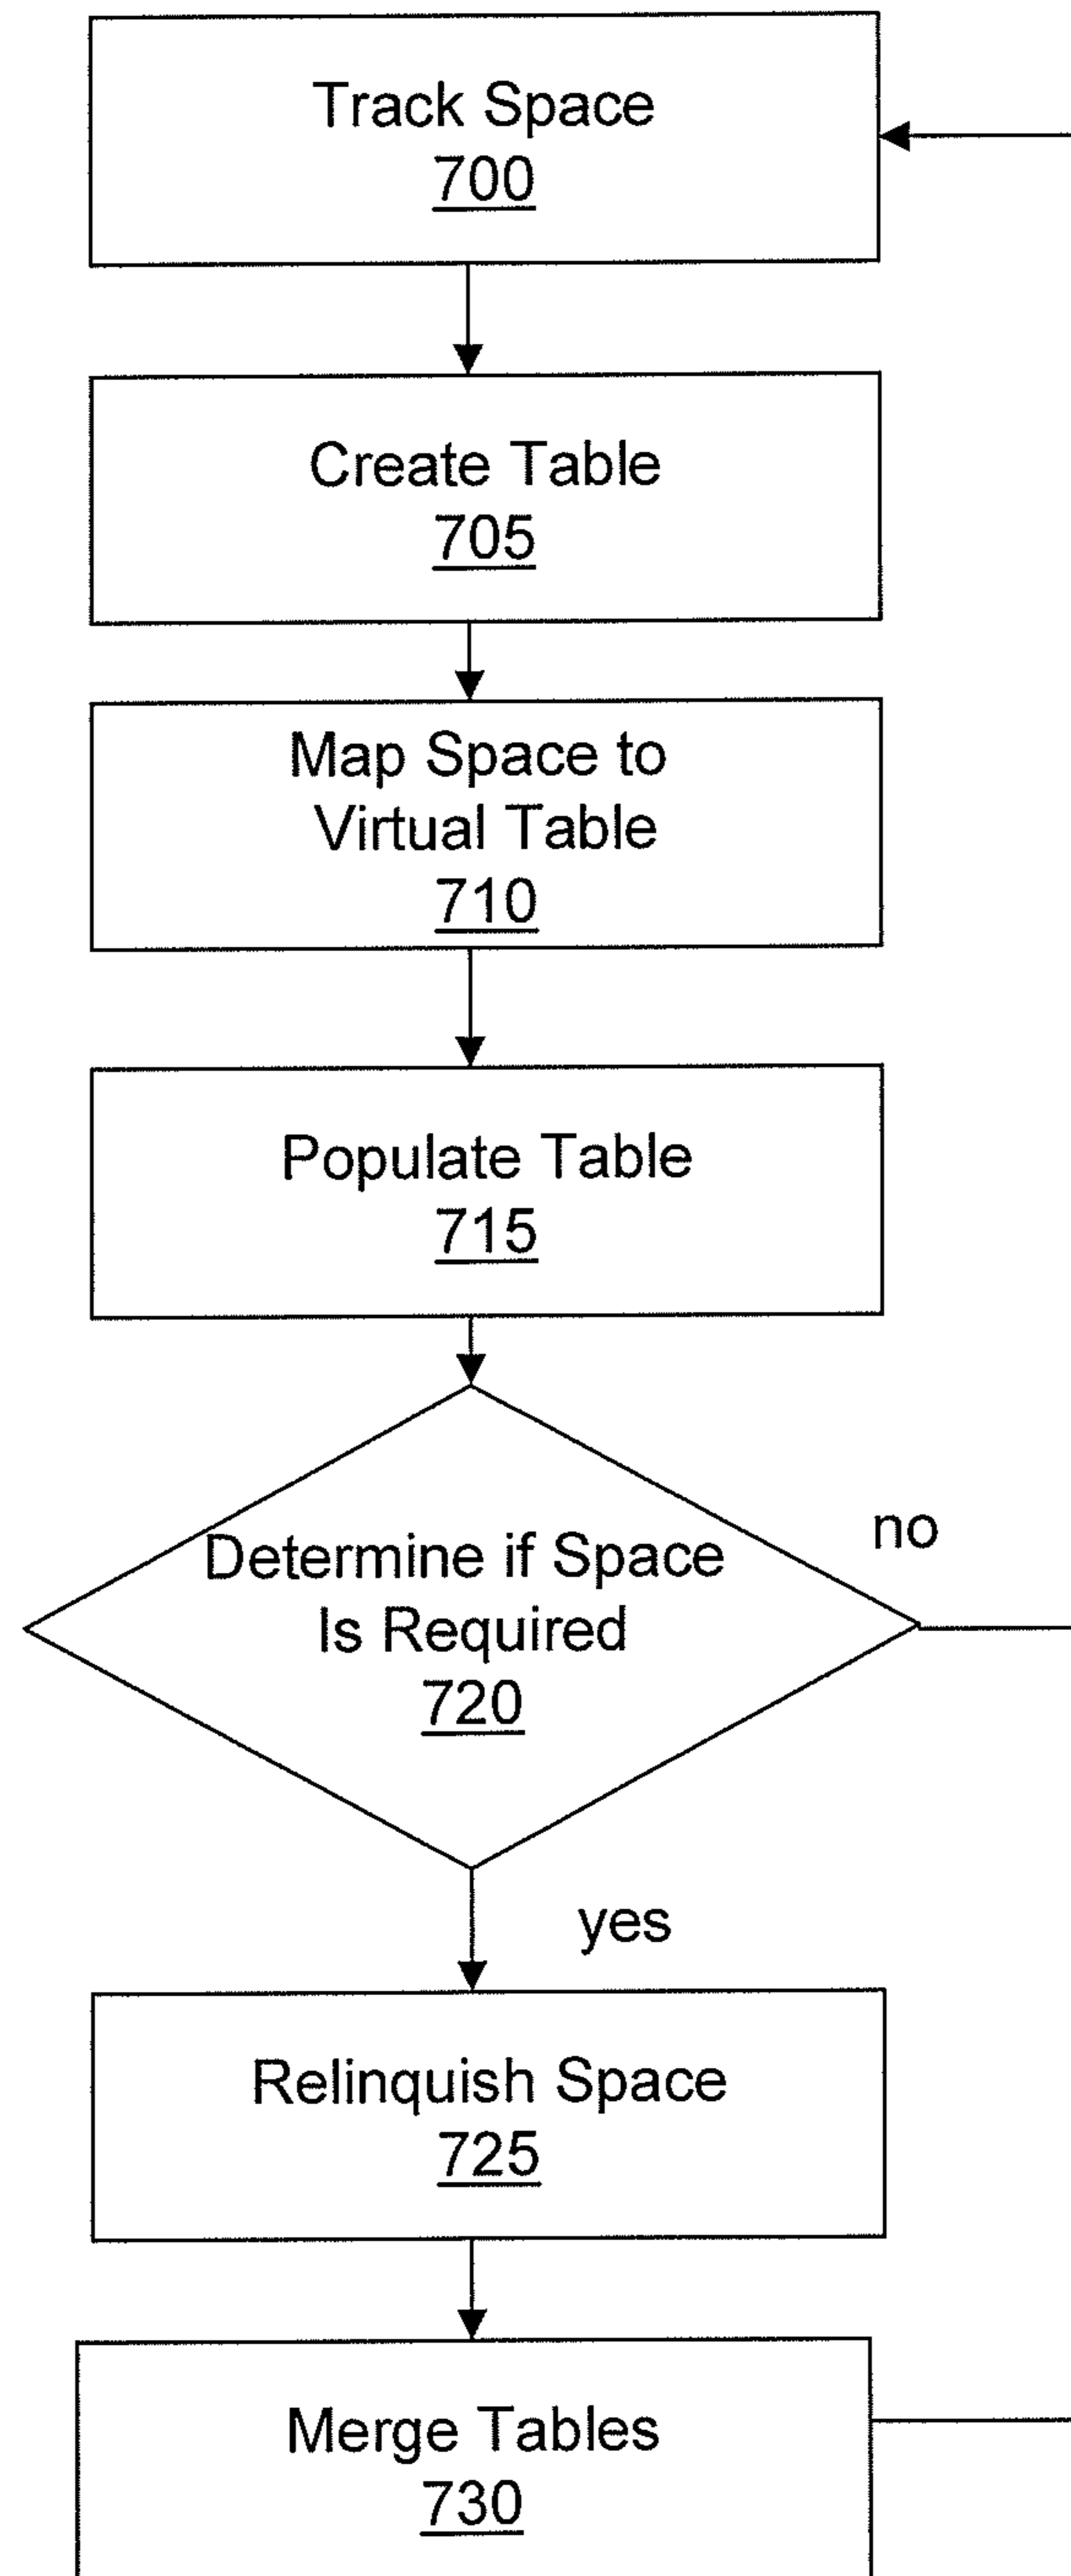 Track Space
700
Create Table
705
Map Space to
Virtual Table
710
Populate Table
715
Determine if Space
Is Required
720
no
yes
Relinquish Space
725
Merge Tables
730